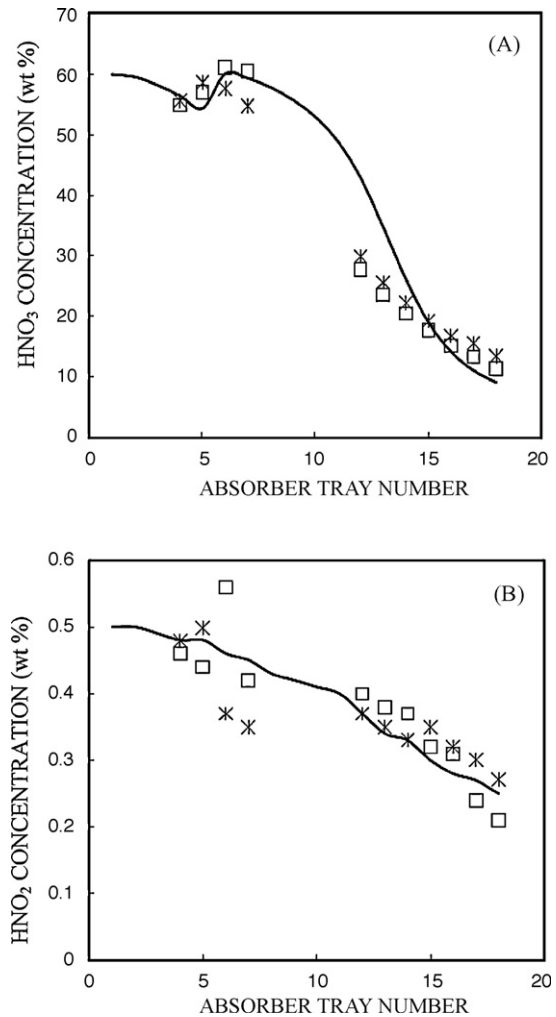 (A)
HNO₃ CONCENTRATION (wt %)
70
60
50
40
30
20
10
0
0 5 10 15 20
ABSORBER TRAY NUMBER
(B)
HNO₂ CONCENTRATION (wt %)
0.6
0.5
0.4
0.3
0.2
0.1
0
0 5 10 15 20
ABSORBER TRAY NUMBER